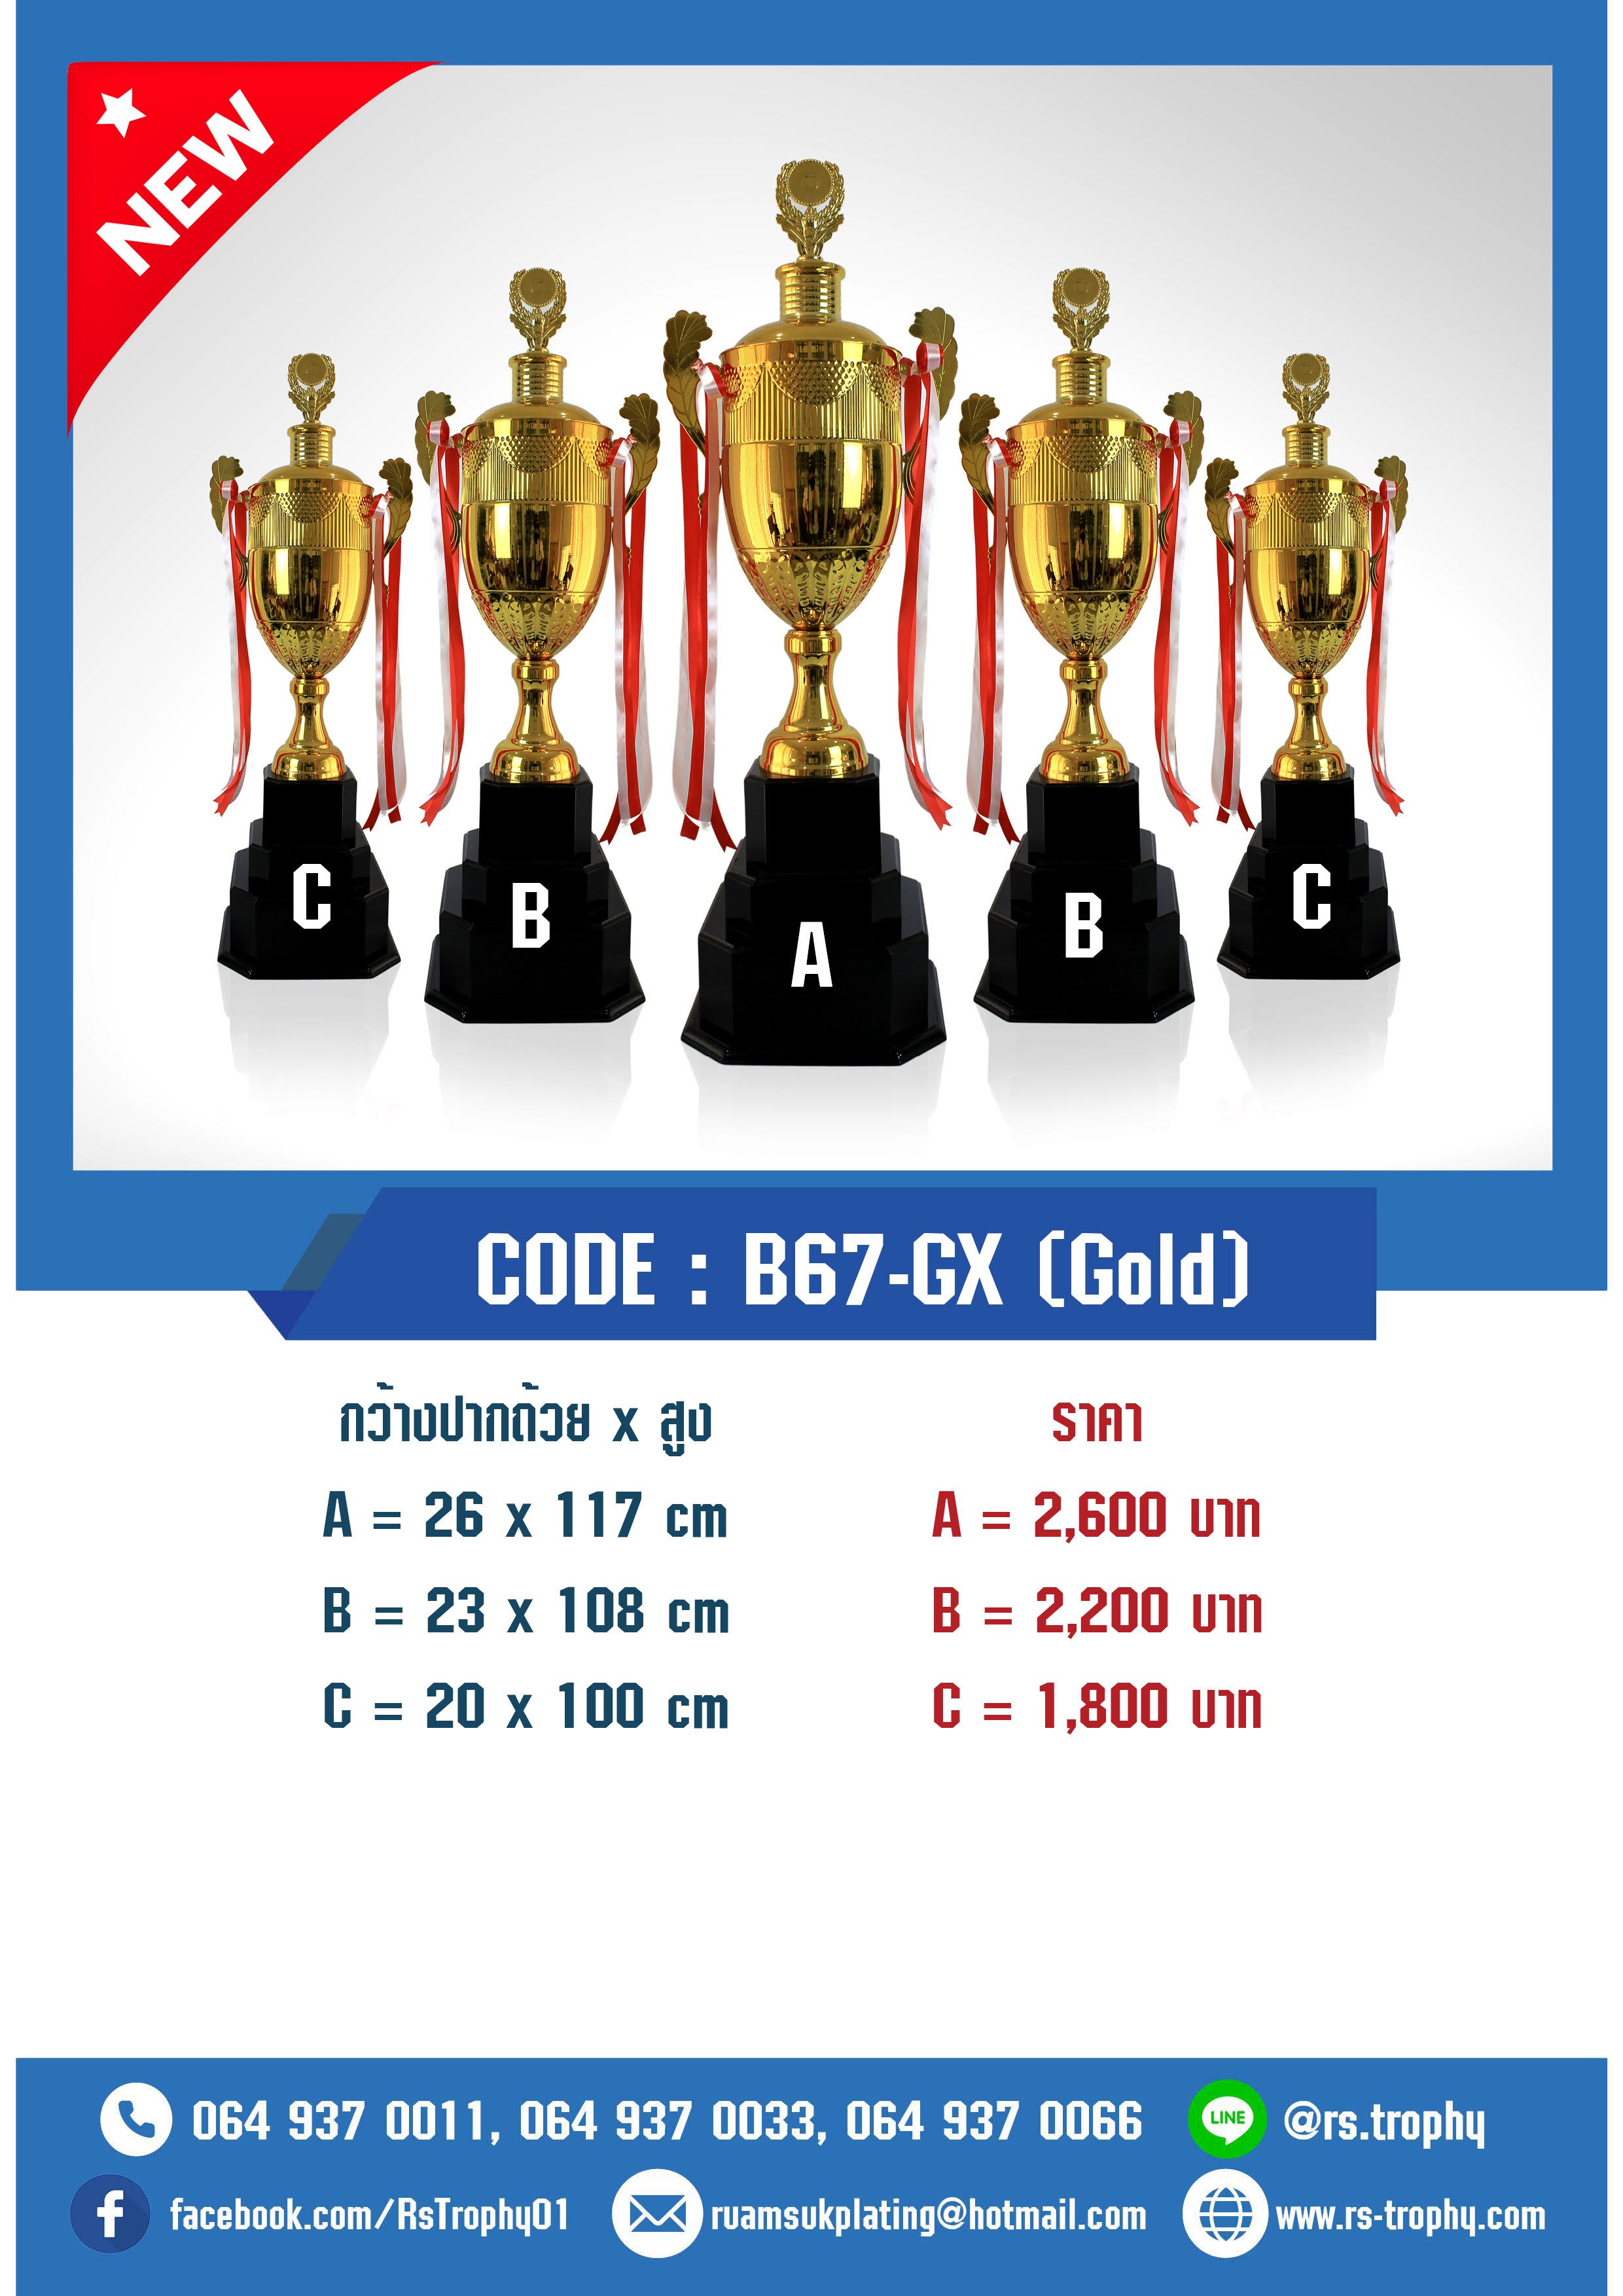 NEW
C
B
A
B
C
CODE : B67-GX (Gold)
กว้างปากถ้วย x สูง
ราคา
A = 26 x 117 cm
A = 2,600 บาท
B = 23 x 108 cm
B = 2,200 บาท
C = 20 x 100 cm
C = 1,800 บาท
064 937 0011, 064 937 0033, 064 937 0066
LINE
@rs.trophy
f
facebook.com/RsTrophy01
ruamsukplating@hotmail.com
www.rs-trophy.com